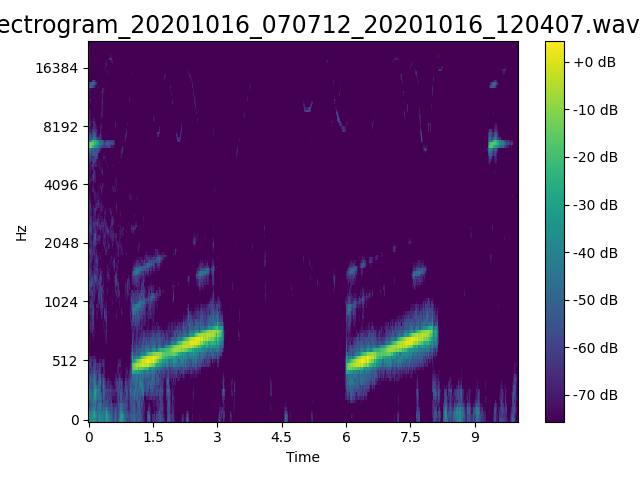 ectrogram_20201016_070712_20201016_120407.wav
16384
8192
4096
2048
1024
512
0
Hz
0 1.5 3 4.5 6 7.5 9
Time
+0 dB
-10 dB
-20 dB
-30 dB
-40 dB
-50 dB
-60 dB
-70 dB